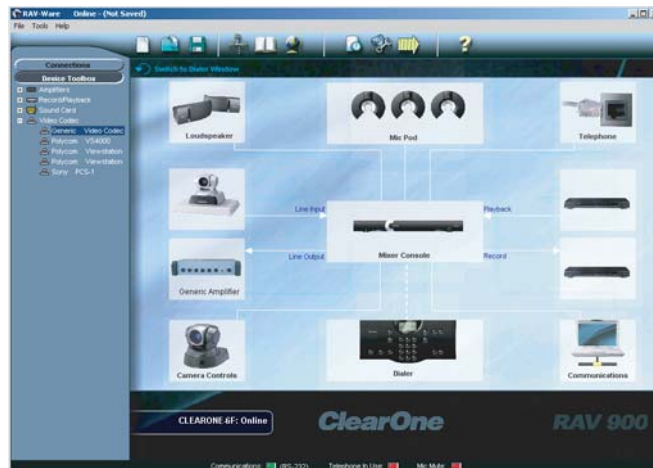 RAV-Ware Online - (Not Saved)
File Tools Help
Connections
Switch to Dialer Window
Device Toolbox
Amplifiers
Record/Playback
Sound Card
Video Codec
Generic Video Codec
Polycom VS4000
Polycom Viewstation
Polycom Viewstation
Sony PCS-1
Loudspeaker
Mic Pod
Telephone
Line Input
Playback
Line Output
Mixer Console
Record
Generic Amplifier
Camera Controls
Dialer
Communications
CLEARONE-6F: Online
ClearOne
RAV 900
Communications: (RS-232) Telephone In Use: Mic Mute: